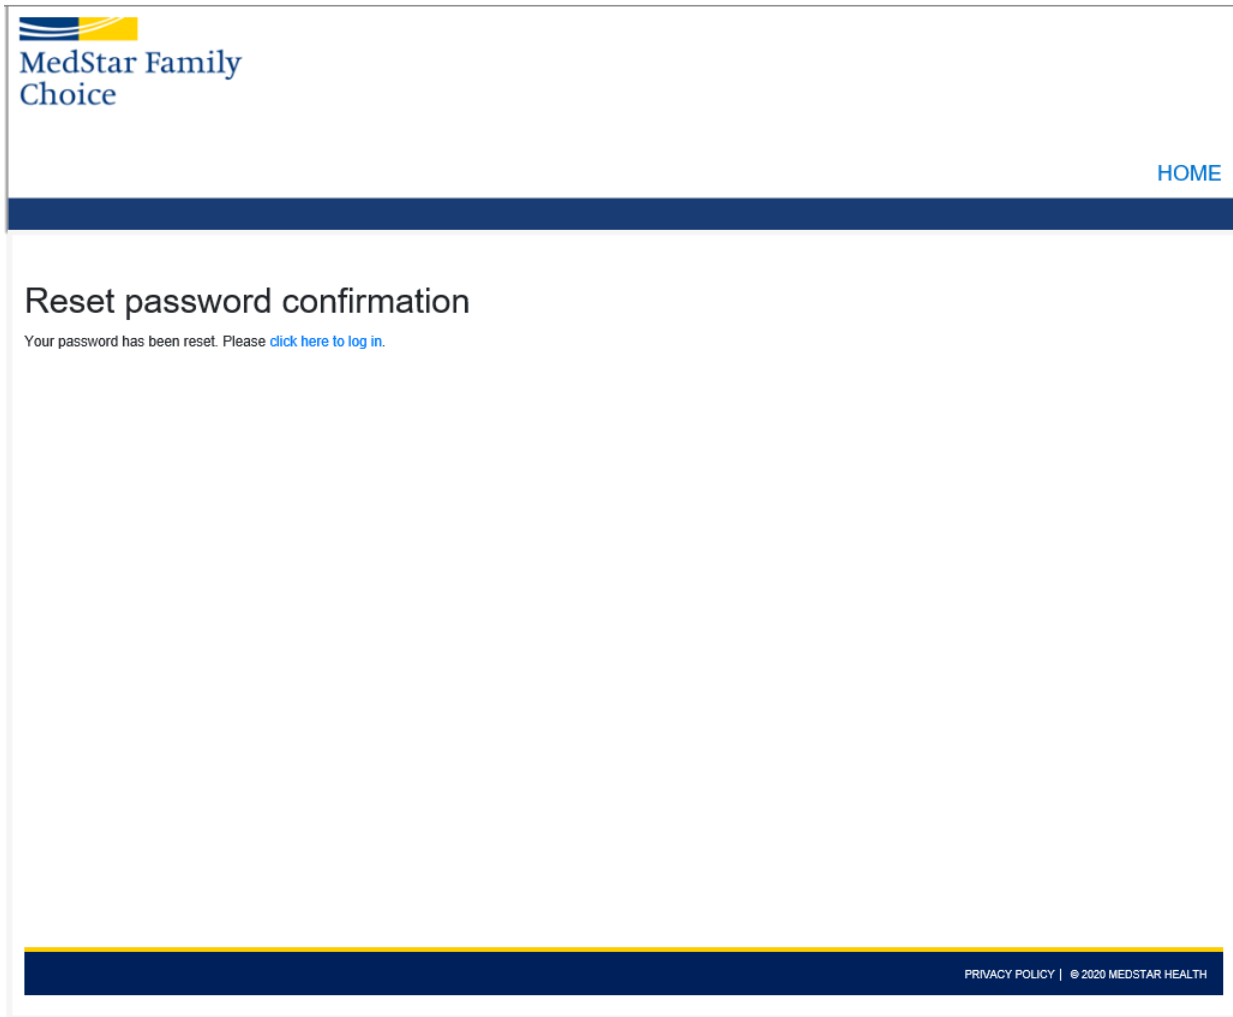 MedStar Family
Choice
HOME
Reset password confirmation
Your password has been reset. Please click here to log in.
PRIVACY POLICY | © 2020 MEDSTAR HEALTH